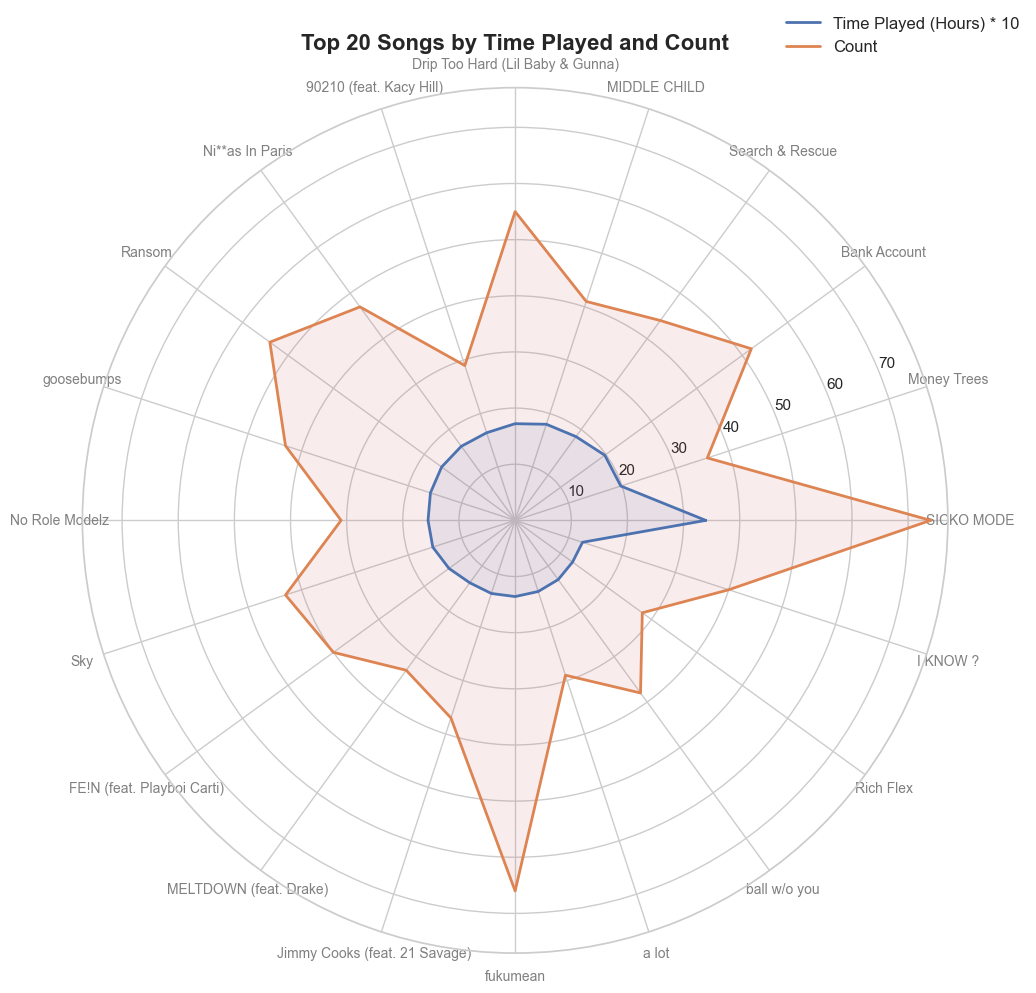 Time Played (Hours) * 10
Count
Top 20 Songs by Time Played and Count
Drip Too Hard (Lil Baby & Gunna)
90210 (feat. Kacy Hill)
MIDDLE CHILD
Ni**as In Paris
Search & Rescue
Ransom
Bank Account
70
60
goosebumps
Money Trees
50
40
30
20
10
No Role Modelz
SICKO MODE
Sky
I KNOW ?
FE!N (feat. Playboi Carti)
Rich Flex
MELTDOWN (feat. Drake)
ball w/o you
Jimmy Cooks (feat. 21 Savage)
a lot
fukumean